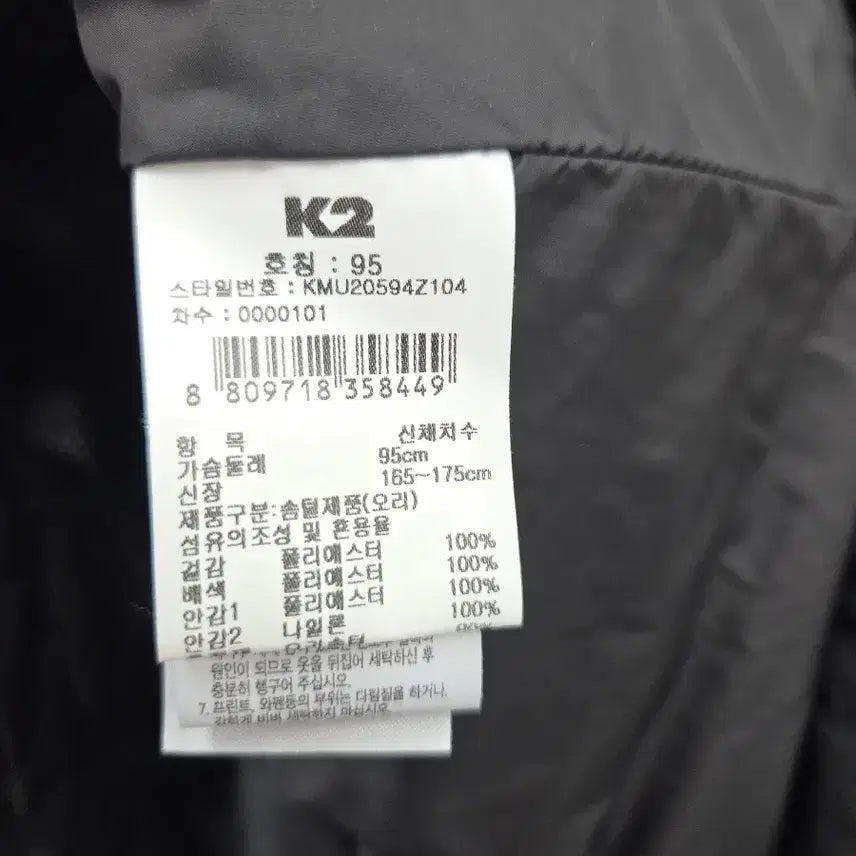 K2
호칭 : 95
스타일번호 : KMU20594Z104
차수 : 0000101
8 809718 358449
항 목 신체치수
가슴둘레 95cm
신장 165~175cm
제품구분:솜털제품(오리)
섬유의조성 및 혼용율
겉감 폴리에스터 100%
배색 폴리에스터 100%
안감1 폴리에스터 100%
안감2 나일론 100%
원인이 되므로 옷을 뒤집어 세탁하신 후
충분히 헹구어 주십시오.
7. 프린트, 와펜등의 부위는 다림질을 하거나,